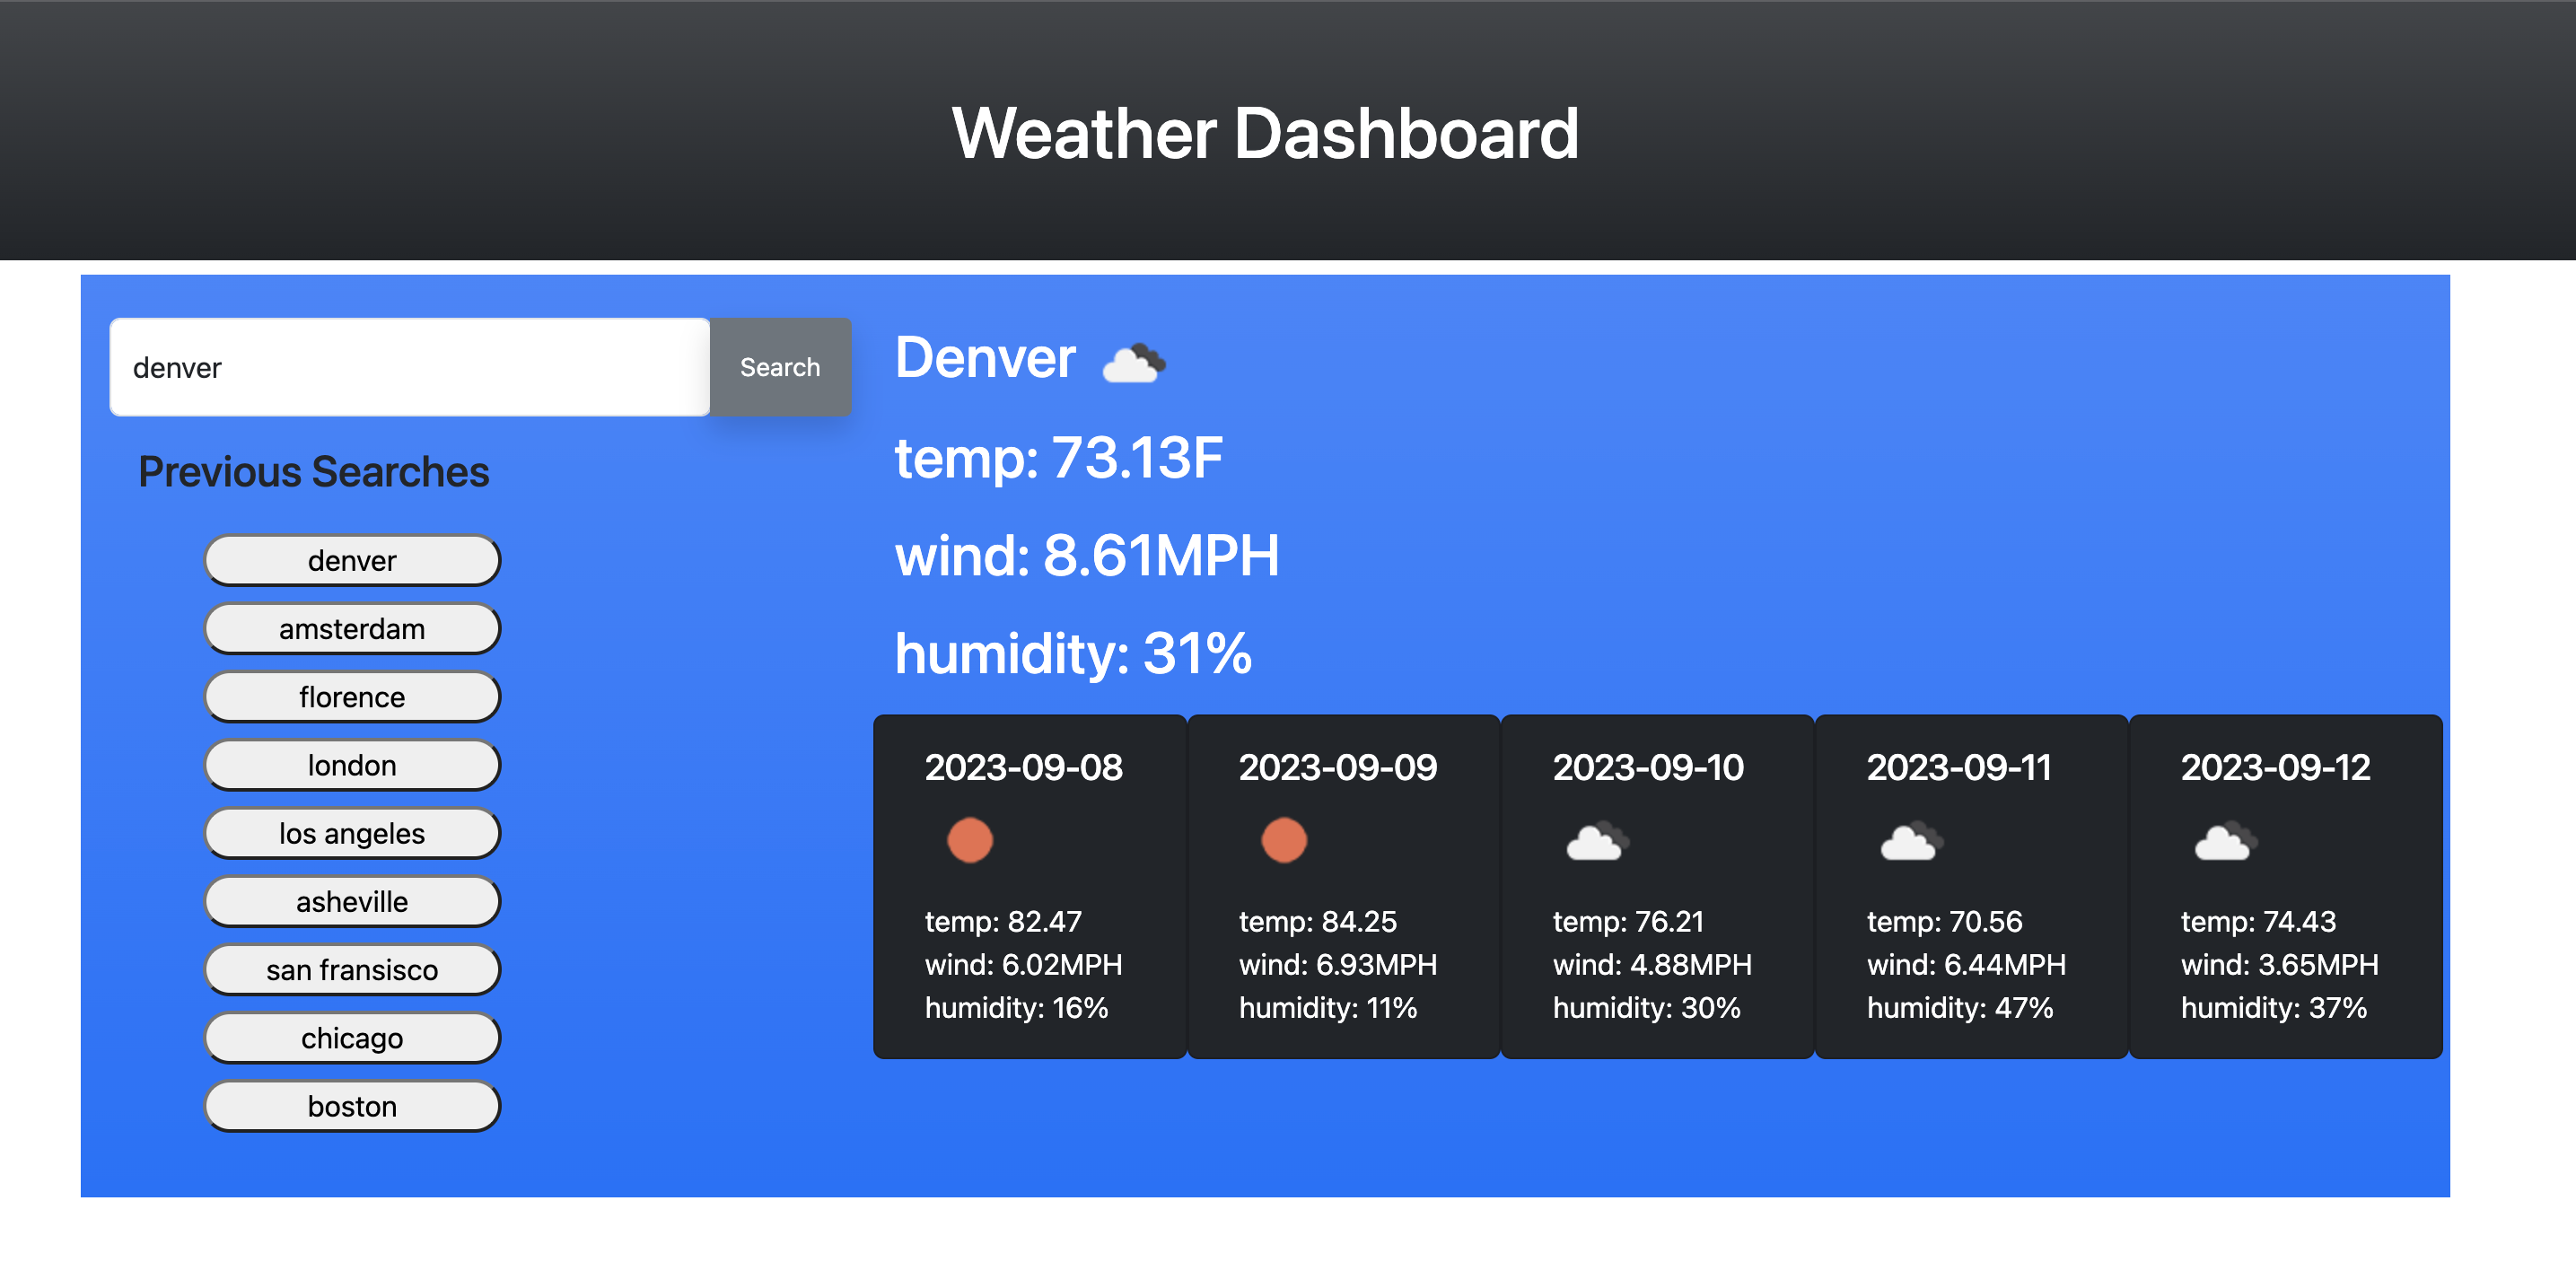 Weather Dashboard
denver
Search
Previous Searches
denver
amsterdam
florence
london
los angeles
asheville
san fransisco
chicago
boston
Denver
temp: 73.13F
wind: 8.61MPH
humidity: 31%
2023-09-08
temp: 82.47
wind: 6.02MPH
humidity: 16%
2023-09-09
temp: 84.25
wind: 6.93MPH
humidity: 11%
2023-09-10
temp: 76.21
wind: 4.88MPH
humidity: 30%
2023-09-11
temp: 70.56
wind: 6.44MPH
humidity: 47%
2023-09-12
temp: 74.43
wind: 3.65MPH
humidity: 37%